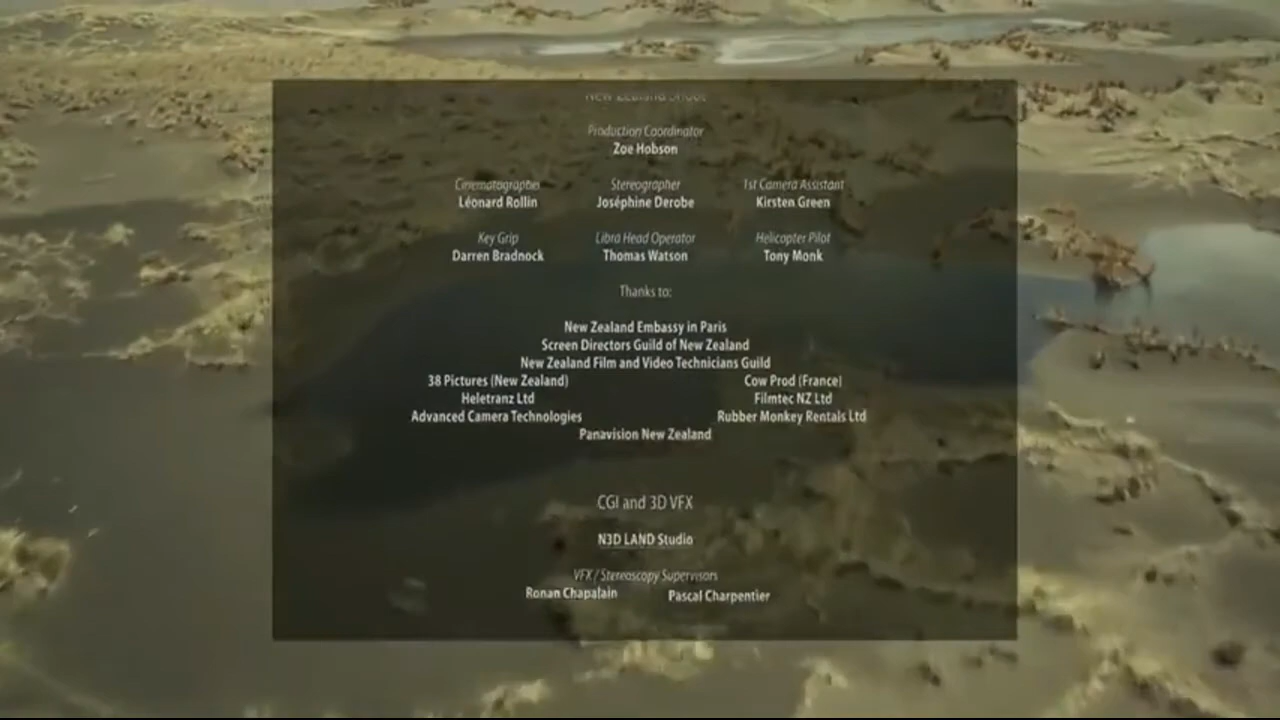 New Zealand Shoot
Production Coordinator
Zoe Hobson
Cinematographer Stereographer 1st Camera Assistant
Léonard Rollin Joséphine Derobe Kirsten Green
Key Grip Libra Head Operator Helicopter Pilot
Darren Bradnock Thomas Watson Tony Monk
Thanks to:
New Zealand Embassy in Paris
Screen Directors Guild of New Zealand
New Zealand Film and Video Technicians Guild
38 Pictures (New Zealand) Cow Prod (France)
Heletranz Ltd Filmtec NZ Ltd
Advanced Camera Technologies Rubber Monkey Rentals Ltd
Panavision New Zealand
CGI and 3D VFX
N3D LAND Studio
VFX / Stereoscopy Supervisors
Ronan Chapalain Pascal Charpentier